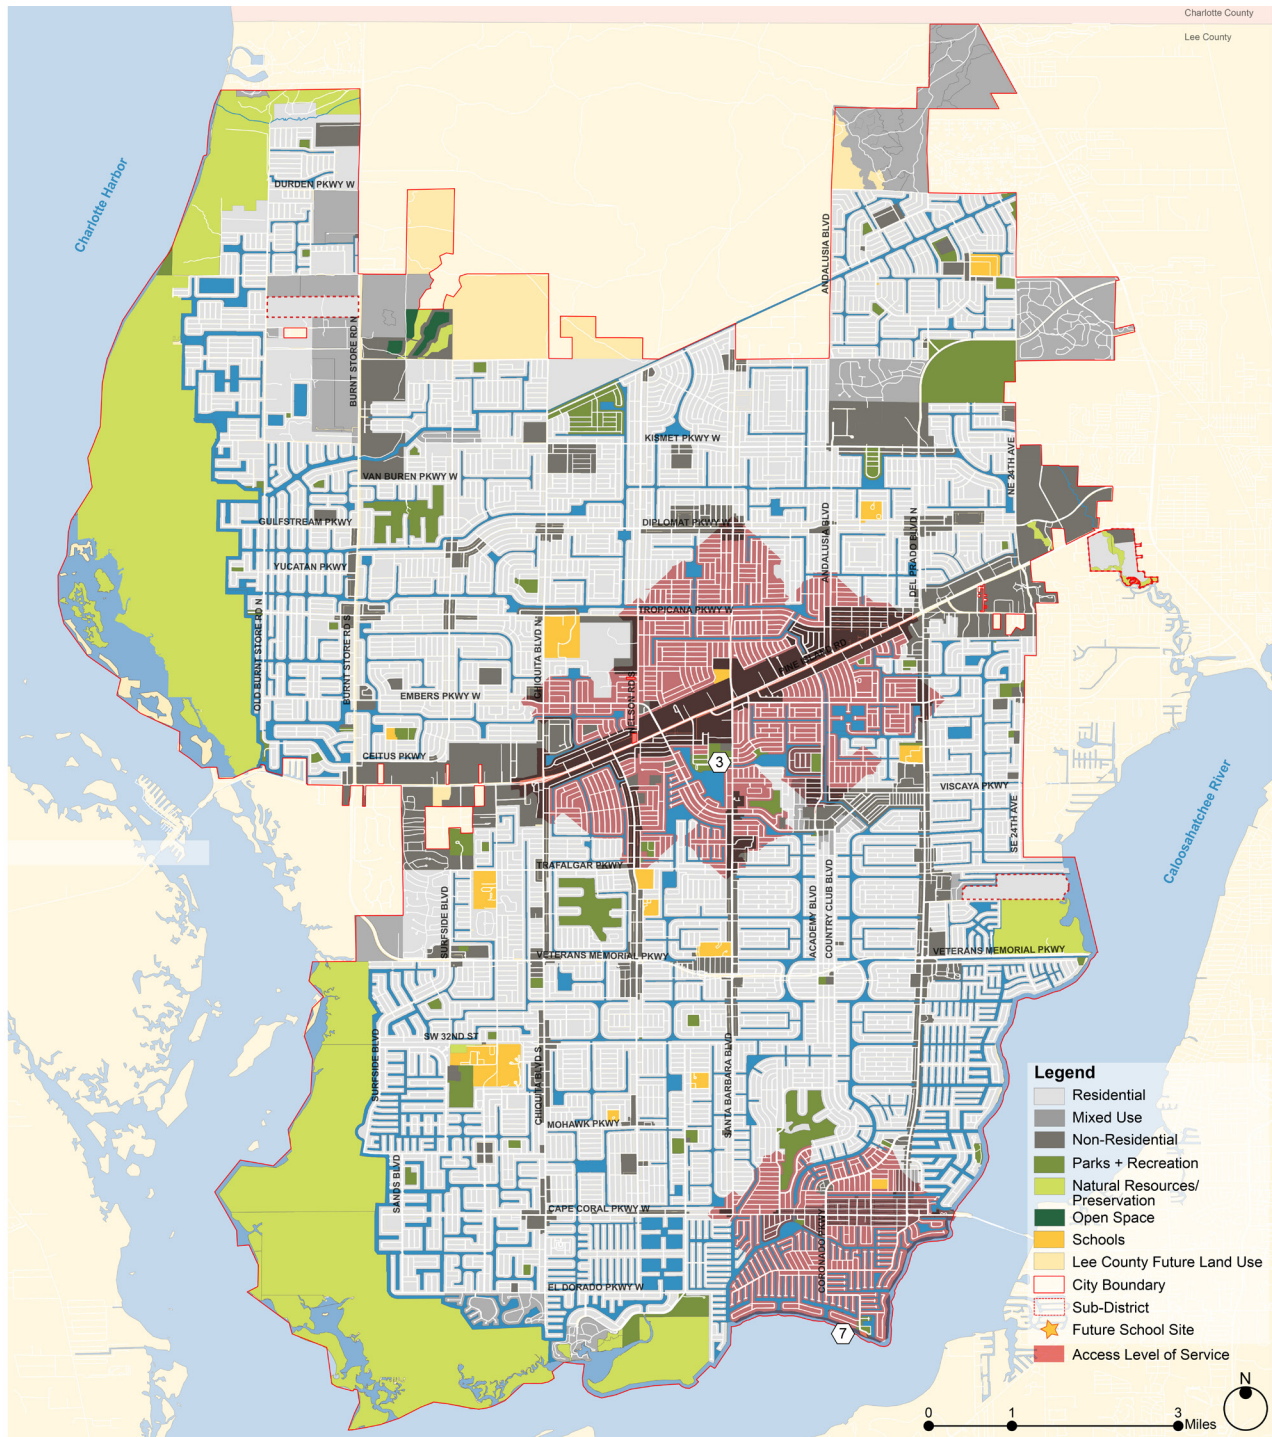 Charlotte County
Lee County
Charlotte Harbor
DURDEN PKWY W
ANDALUSIA BLVD
BURNT STORE RD N
KISMET PKWY W
NE 24TH AVE
VAN BUREN PKWY W
GULFSTREAM PKWY
DIPLOMAT PKWY W
ANDALUSIA BLVD
DEL PRADO BLVD N
YUCATAN PKWY
TROPICANA PKWY W
OLD BURNT STORE RD N
BURNT STORE RD S
CHIQUITA BLVD N
PINE ISLAND RD
NELSON RD S
EMBERS PKWY W
CEITUS PKWY
3
VISCAYA PKWY
SE 24TH AVE
Caloosahatchee River
TRAFALGAR PKWY
SURFSIDE BLVD
ACADEMY BLVD
COUNTRY CLUB BLVD
VETERANS MEMORIAL PKWY
VETERANS MEMORIAL PKWY
SW 32ND ST
SURFSIDE BLVD
CHIQUITA BLVD S
SANTA BARBARA BLVD
MOHAWK PKWY
SANDS BLVD
CAPE CORAL PKWY W
CORONADO PKWY
EL DORADO PKWY W
7
Legend
Residential
Mixed Use
Non-Residential
Parks + Recreation
Natural Resources/
Preservation
Open Space
Schools
Lee County Future Land Use
City Boundary
Sub-District
Future School Site
Access Level of Service
N
0 1 3
Miles